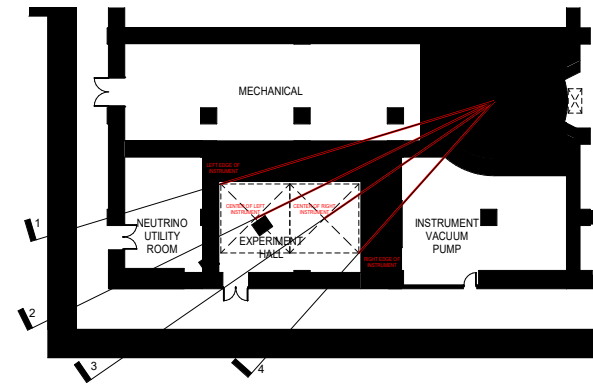 MECHANICAL
LEFT EDGE OF
INSTRUMENT
CENTER OF LEFT
INSTRUMENT
CENTER OF RIGHT
INSTRUMENT
NEUTRINO
UTILITY
ROOM
EXPERIMENT
HALL
INSTRUMENT
VACUUM
PUMP
RIGHT EDGE OF
INSTRUMENT
1
2
3
4